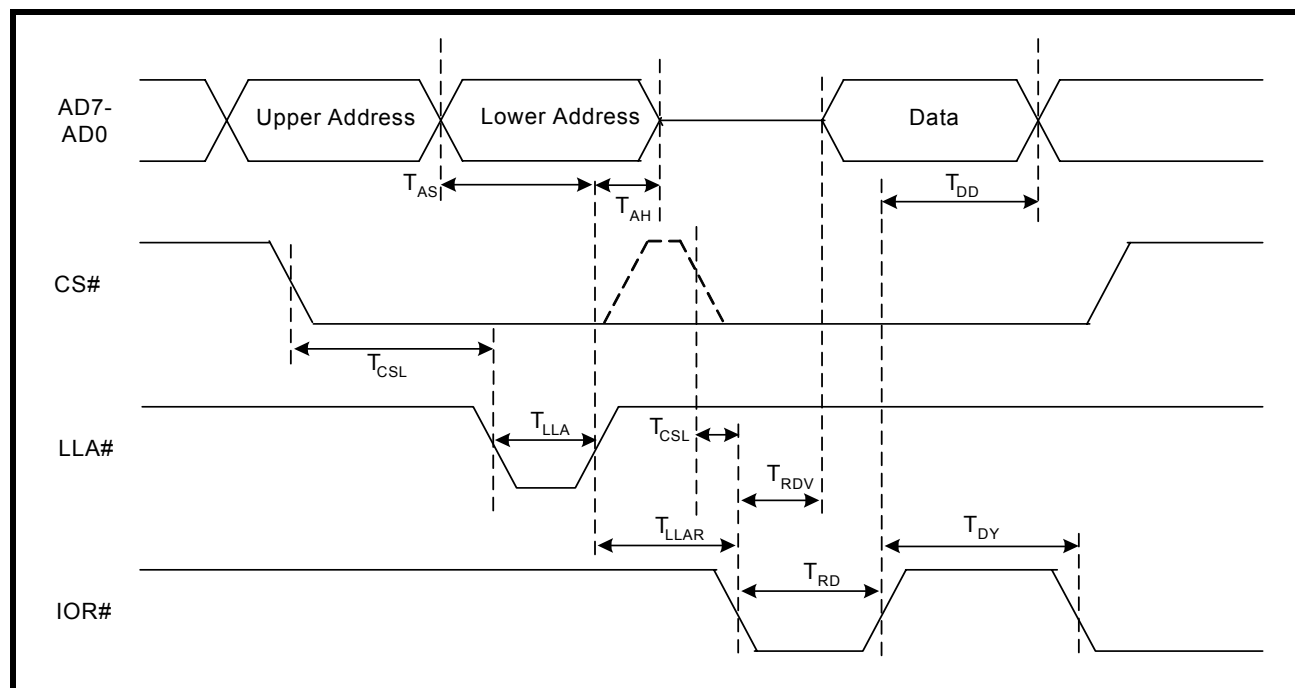 AD7-
AD0
Upper Address
Lower Address
Data
TAS
TAH
TDD
CS#
TCSL
LLA#
TLLA
TCSL
TRDV
TLLAR
TDY
IOR#
TRD